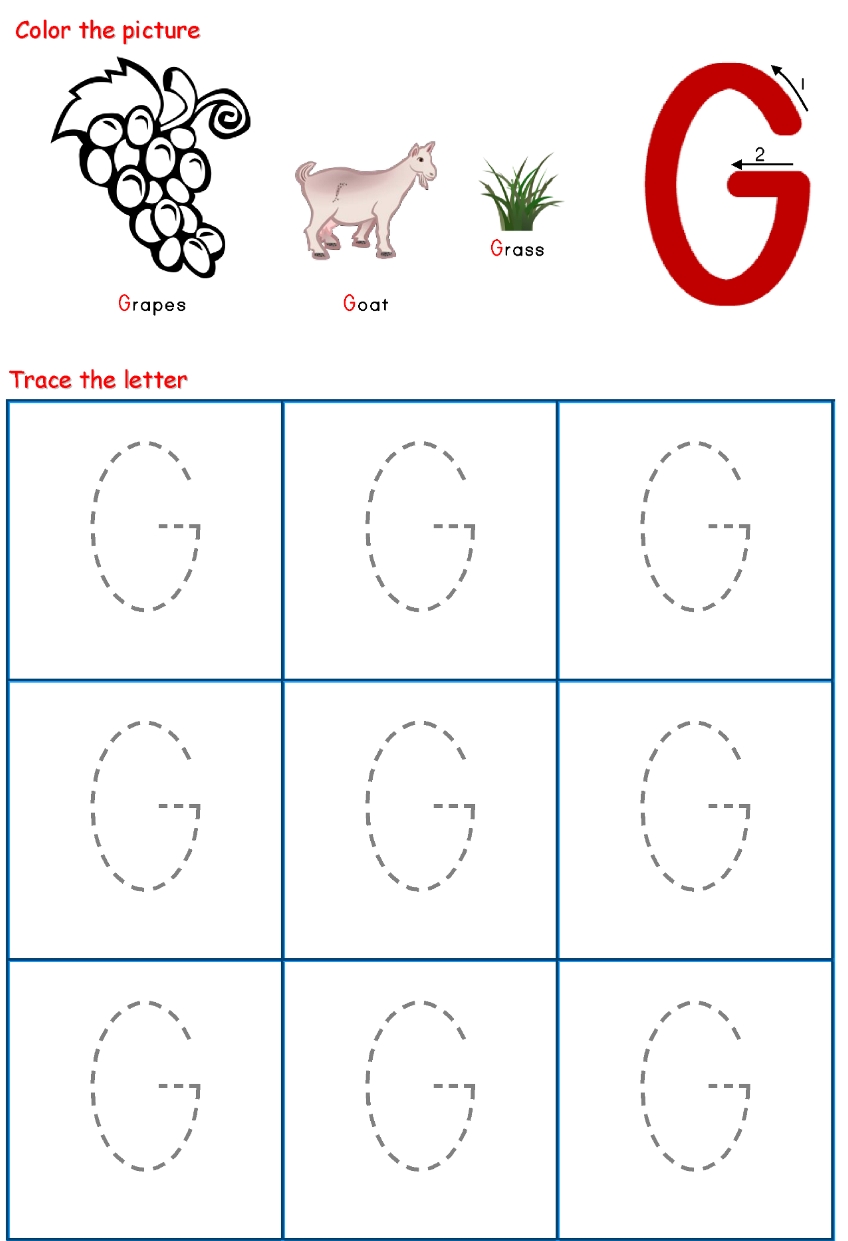 Color the picture
1
2
Grass
Grapes
Goat
G
Trace the letter
G G G
G G G
G G G